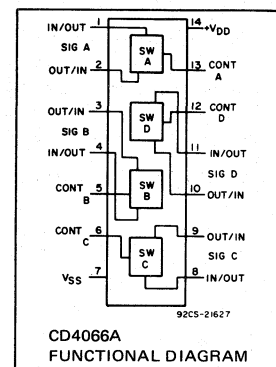 IN/OUT 1 14 +VDD
SIG A SW A
OUT/IN 2 13 CONT A
OUT/IN 3 SW D 12 CONT D
SIG B
IN/OUT 4 11 IN/OUT
SIG D
CONT B 5 SW B 10 OUT/IN
CONT C 6 9 OUT/IN
SW C SIG C
VSS 7 8 IN/OUT
92CS-21627
CD4066A
FUNCTIONAL DIAGRAM